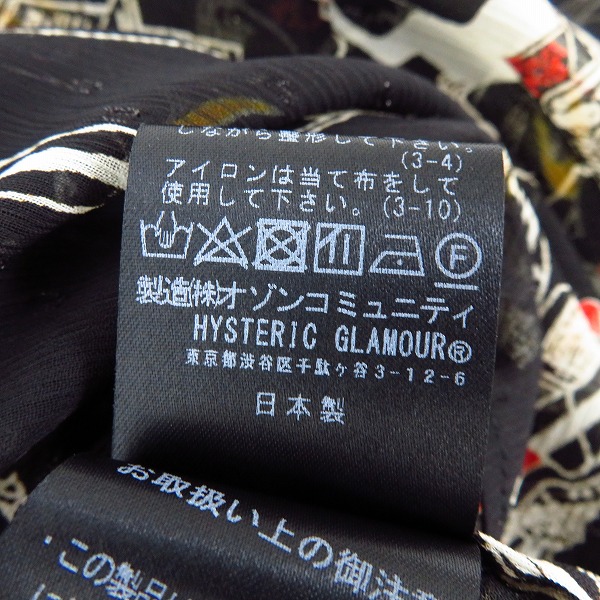 しながら整形して下さい。
(3-4)
アイロンは当て布をして
使用して下さい。(3-10)
F
製造㈱オゾンコミュニティ
HYSTERIC GLAMOUR®
東京都渋谷区千駄ヶ谷3-12-6
日本製
お取扱い上の御注意
・この製品は